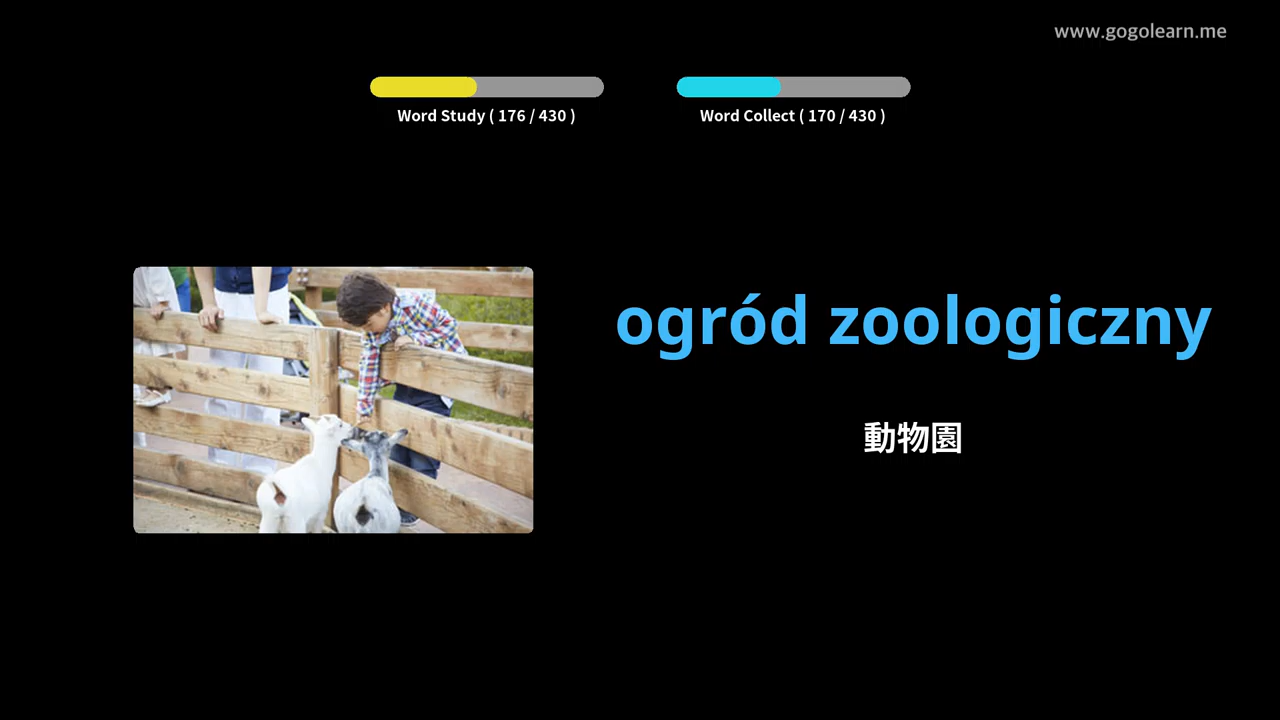 www.gogolearn.me
Word Study ( 176 / 430 )
Word Collect ( 170 / 430 )
ogród zoologiczny
動物園